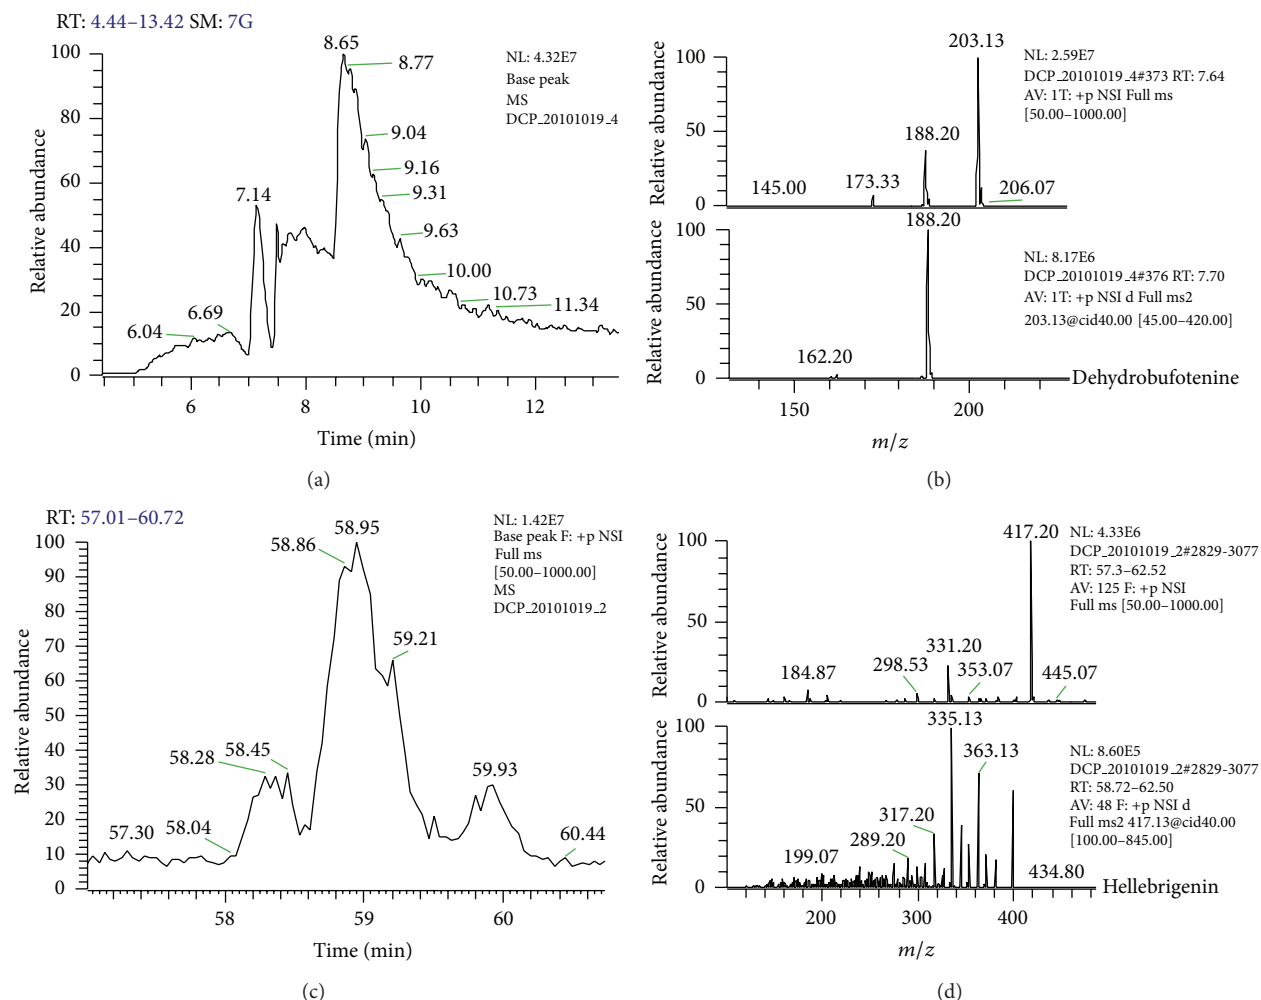 RT: 4.44–13.42 SM: 7G
NL: 4.32E7
Base peak
MS
DCP_20101019_4
8.65
8.77
9.04
9.16
9.31
9.63
10.00
10.73
11.34
7.14
6.69
6.04
100
80
60
40
20
0
Relative abundance
6 8 10 12
Time (min)
(a)
203.13
NL: 2.59E7
DCP_20101019_4#373 RT: 7.64
AV: 1T: +p NSI Full ms
[50.00–1000.00]
188.20
145.00
173.33
206.07
100
50
0
Relative abundance
188.20
NL: 8.17E6
DCP_20101019_4#376 RT: 7.70
AV: 1T: +p NSI d Full ms2
203.13@cid40.00 [45.00–420.00]
162.20
100
50
0
Relative abundance
Dehydrobufotenine
150 200
m/z
(b)
RT: 57.01–60.72
NL: 1.42E7
Base peak F: +p NSI
Full ms
[50.00–1000.00]
MS
DCP_20101019_2
58.95
58.86
59.21
58.45
58.28
59.93
57.30
58.04
60.44
100
90
80
70
60
50
40
30
20
10
0
Relative abundance
58 59 60
Time (min)
(c)
417.20
NL: 4.33E6
DCP_20101019_2#2829-3077
RT: 57.3–62.52
AV: 125 F: +p NSI
Full ms [50.00–1000.00]
331.20
184.87
298.53
353.07
445.07
100
50
0
Relative abundance
335.13
363.13
NL: 8.60E5
DCP_20101019_2#2829-3077
RT: 58.72–62.50
AV: 48 F: +p NSI d
Full ms2 417.13@cid40.00
[100.00–845.00]
317.20
289.20
199.07
434.80
100
50
0
Relative abundance
Hellebrigenin
200 300 400
m/z
(d)